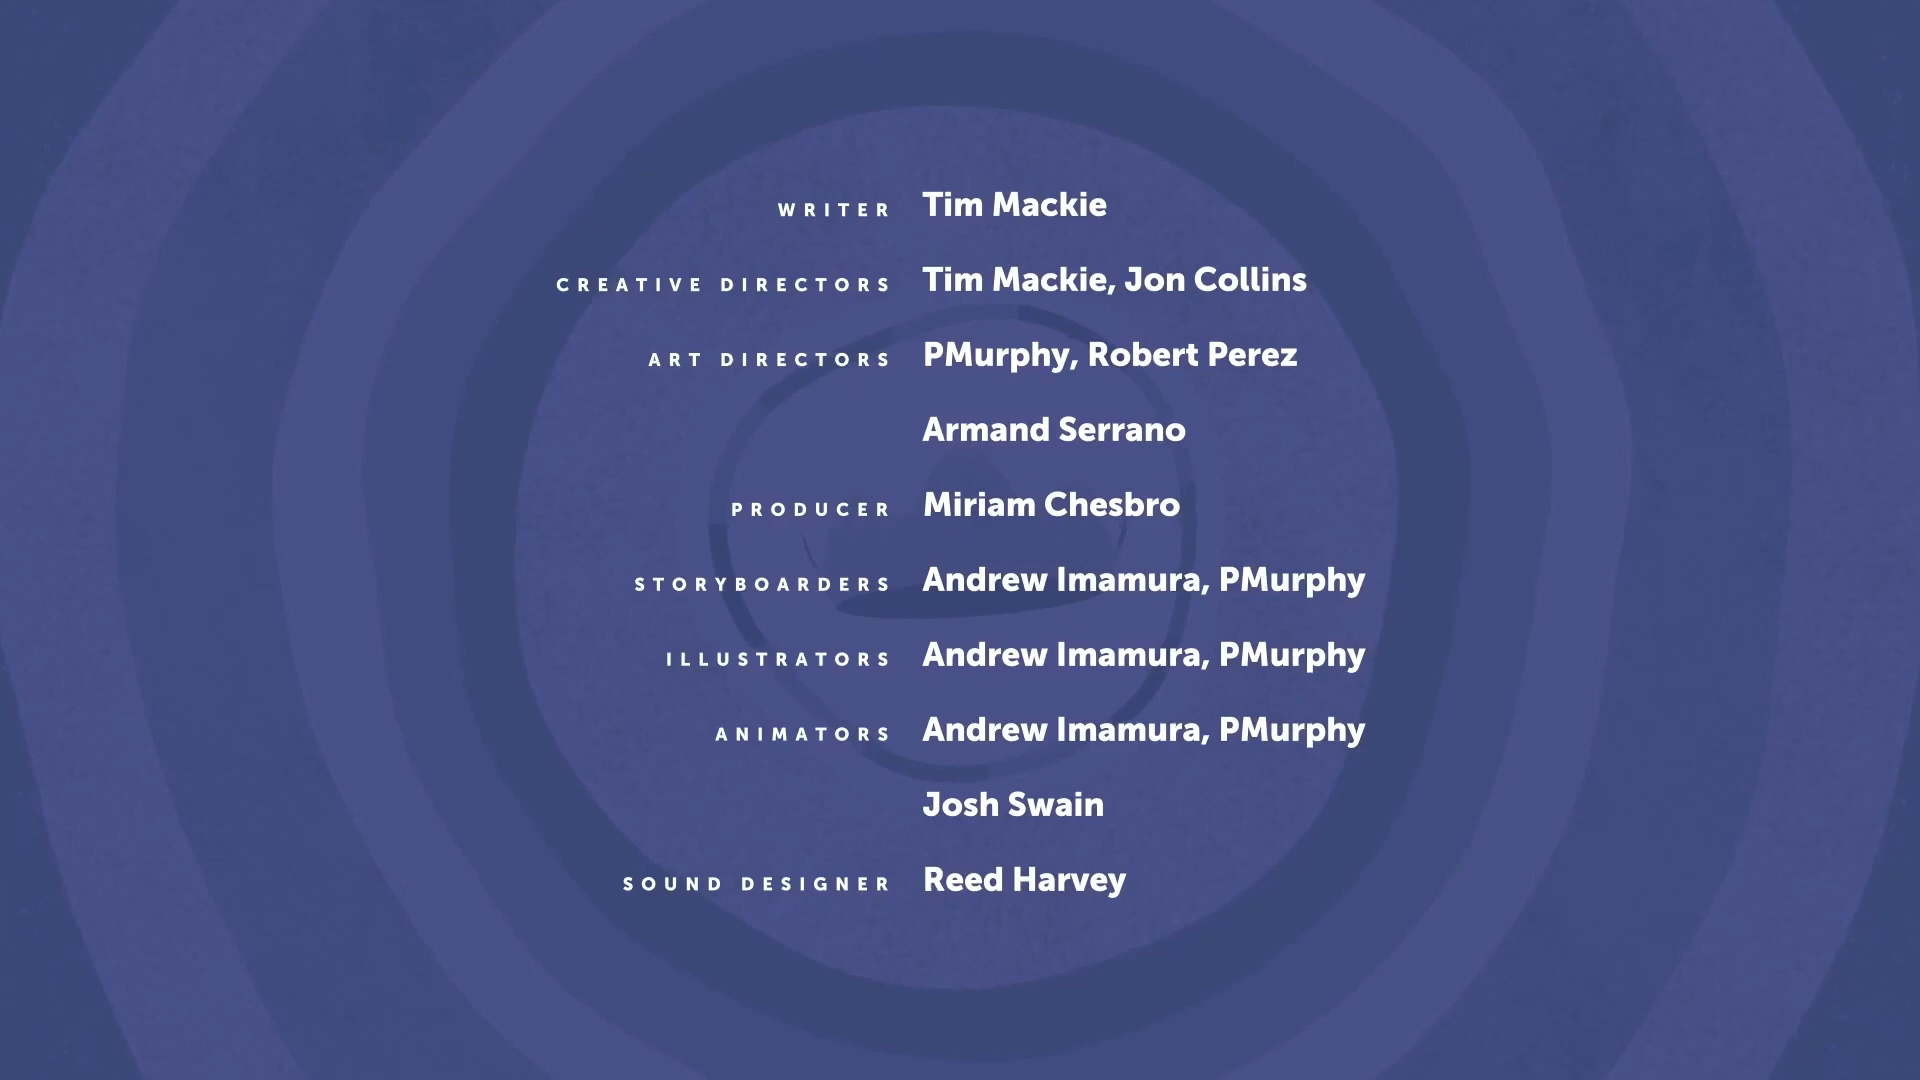 WRITER Tim Mackie
CREATIVE DIRECTORS Tim Mackie, Jon Collins
ART DIRECTORS PMurphy, Robert Perez
Armand Serrano
PRODUCER Miriam Chesbro
STORYBOARDERS Andrew Imamura, PMurphy
ILLUSTRATORS Andrew Imamura, PMurphy
ANIMATORS Andrew Imamura, PMurphy
Josh Swain
SOUND DESIGNER Reed Harvey